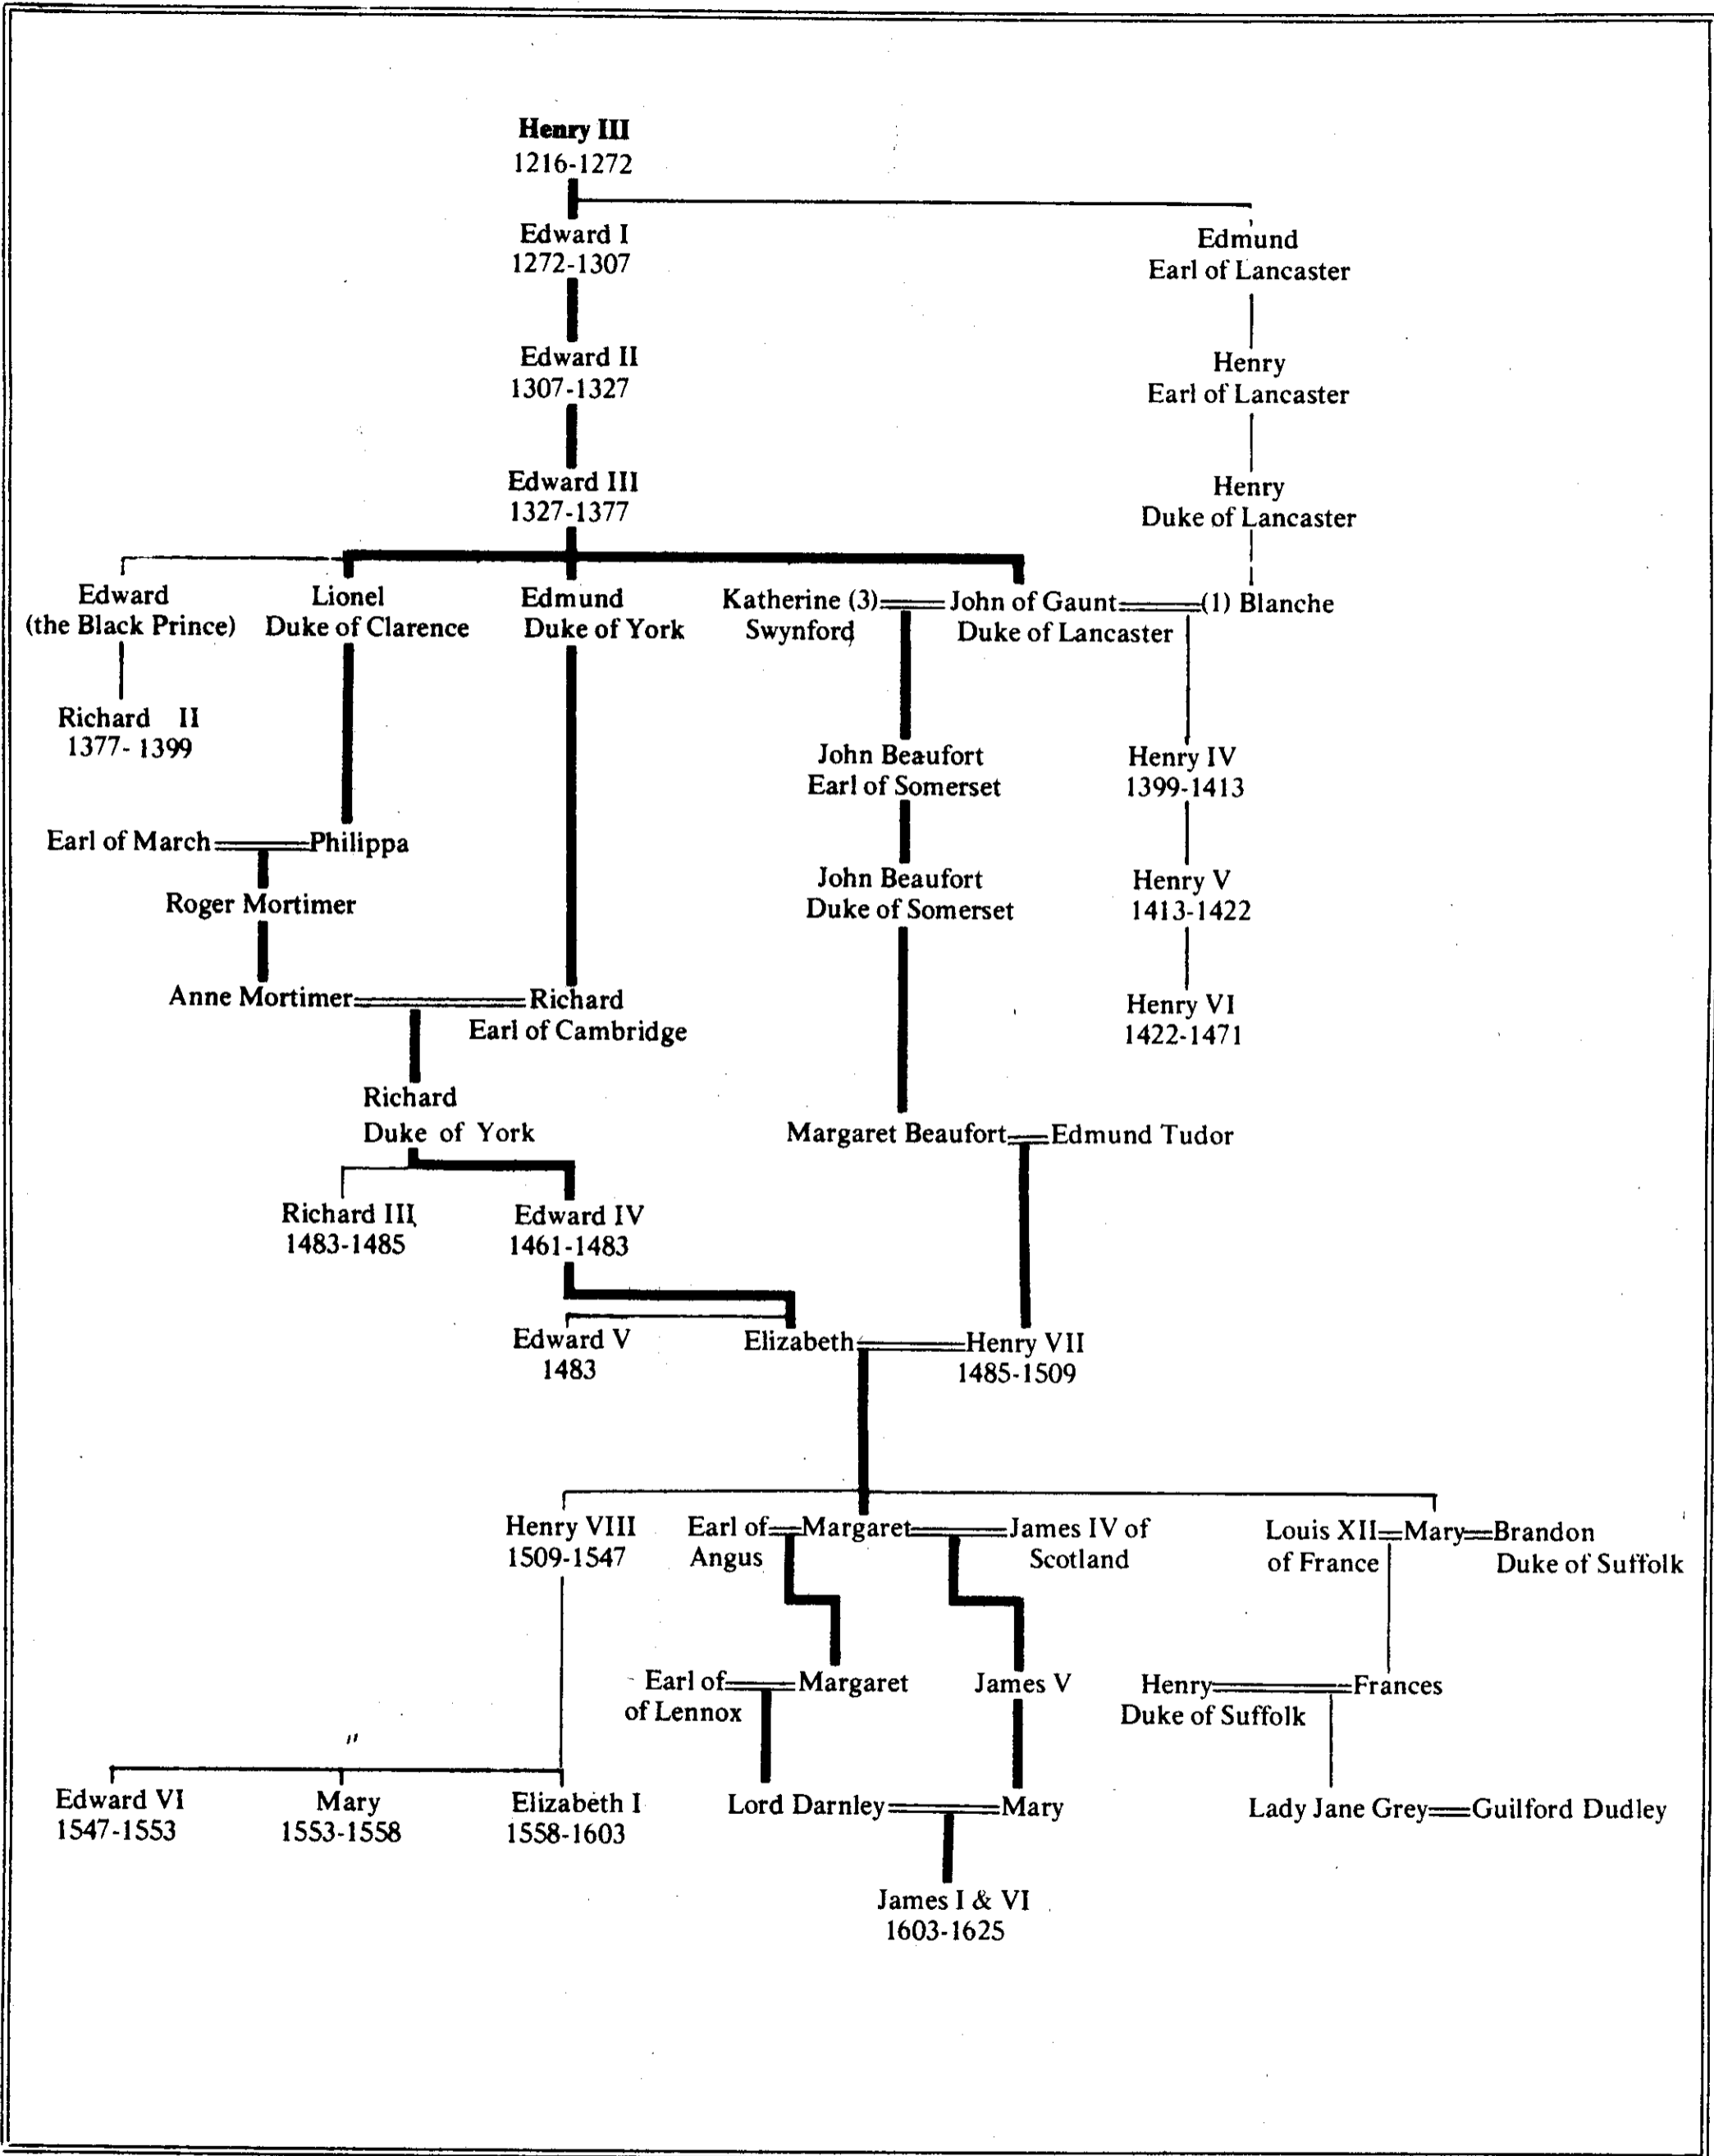 Henry III
1216-1272
Edward I
1272-1307
Edmund
Earl of Lancaster
Edward II
1307-1327
Henry
Earl of Lancaster
Edward III
1327-1377
Henry
Duke of Lancaster
Edward
(the Black Prince)
Lionel
Duke of Clarence
Edmund
Duke of York
Katherine (3)
Swynford
John of Gaunt
Duke of Lancaster
(1) Blanche
Richard II
1377- 1399
John Beaufort
Earl of Somerset
Henry IV
1399-1413
Earl of March
Philippa
Roger Mortimer
John Beaufort
Duke of Somerset
Henry V
1413-1422
Anne Mortimer
Richard
Earl of Cambridge
Henry VI
1422-1471
Richard
Duke of York
Margaret Beaufort
Edmund Tudor
Richard III
1483-1485
Edward IV
1461-1483
Edward V
1483
Elizabeth
Henry VII
1485-1509
Henry VIII
1509-1547
Earl of
Angus
Margaret
James IV of
Scotland
Louis XII
of France
Mary
Brandon
Duke of Suffolk
Earl of
of Lennox
Margaret
James V
Henry
Duke of Suffolk
Frances
Edward VI
1547-1553
Mary
1553-1558
Elizabeth I
1558-1603
Lord Darnley
Mary
Lady Jane Grey
Guilford Dudley
James I & VI
1603-1625